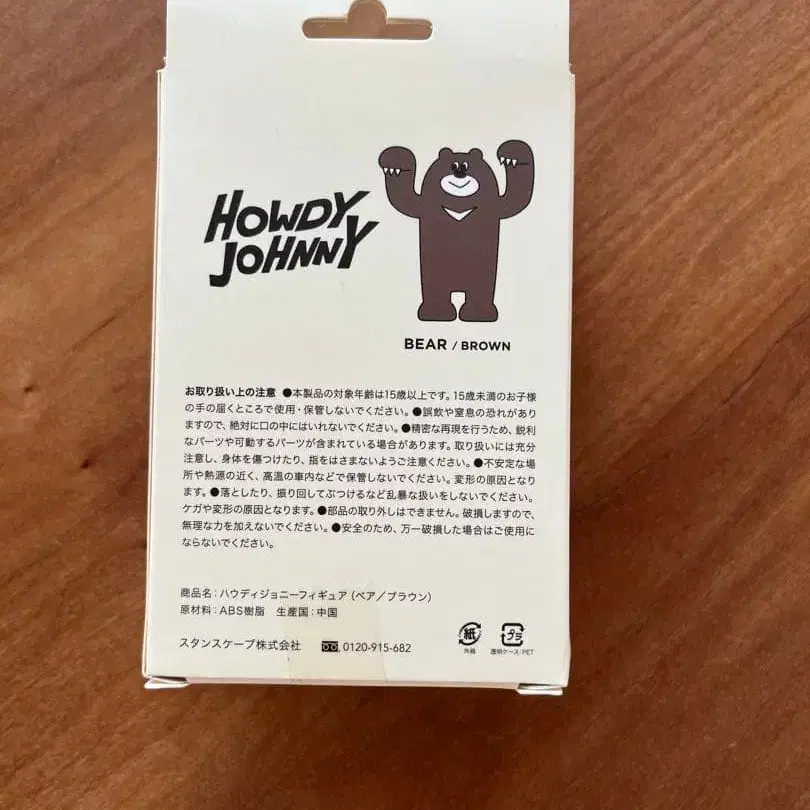 HOWDY
JOHNNY
BEAR / BROWN
お取り扱い上の注意 ●本製品の対象年齢は15歳以上です。15歳未満のお子様
の手の届くところで使用・保管しないでください。●誤飲や窒息の恐れがあり
ますので、絶対に口の中にはいれないでください。●精密な再現を行うため、鋭利
なパーツや可動するパーツが含まれている場合があります。取り扱いには充分
注意し、身体を傷つけたり、指をはさまないようご注意ください。●不安定な場
所や熱源の近く、高温の車内などで保管しないでください。変形の原因となり
ます。●落としたり、振り回してぶつけるなど乱暴な扱いをしないでください。
ケガや変形の原因となります。●部品の取り外しはできません。破損しますので、
無理な力を加えないでください。●安全のため、万一破損した場合はご使用に
ならないでください。
商品名：ハウディジョニーフィギュア（ベア／ブラウン）
原材料：ABS樹脂　生産国：中国
スタンスケープ株式会社 0120-915-682
紙 プラ
外箱 透明ケース：PET